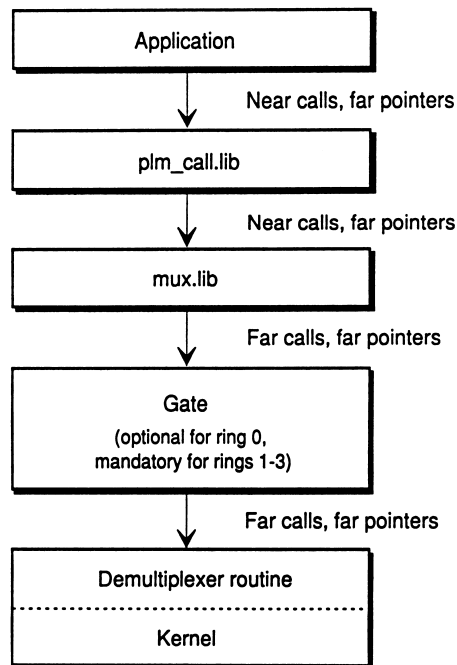 Application
Near calls, far pointers
plm_call.lib
Near calls, far pointers
mux.lib
Far calls, far pointers
Gate
(optional for ring 0,
mandatory for rings 1-3)
Far calls, far pointers
Demultiplexer routine
Kernel